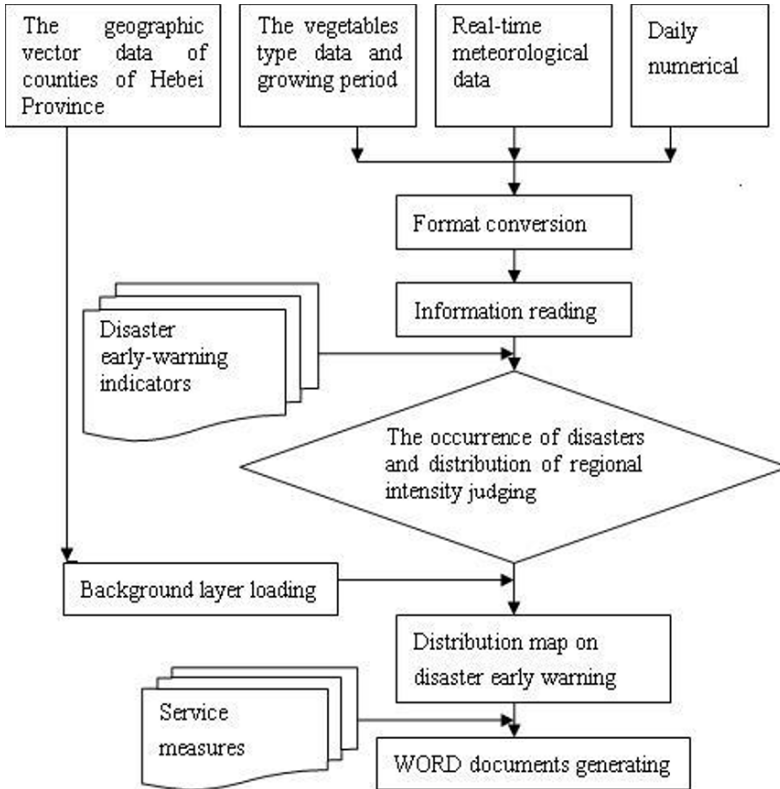 The geographic
vector data of
counties of Hebei
Province
The vegetables
type data and
growing period
Real-time
meteorological
data
Daily
numerical
Format conversion
Information reading
Disaster
early-warning
indicators
The occurrence of disasters
and distribution of regional
intensity judging
Background layer loading
Distribution map on
disaster early warning
Service
measures
WORD documents generating